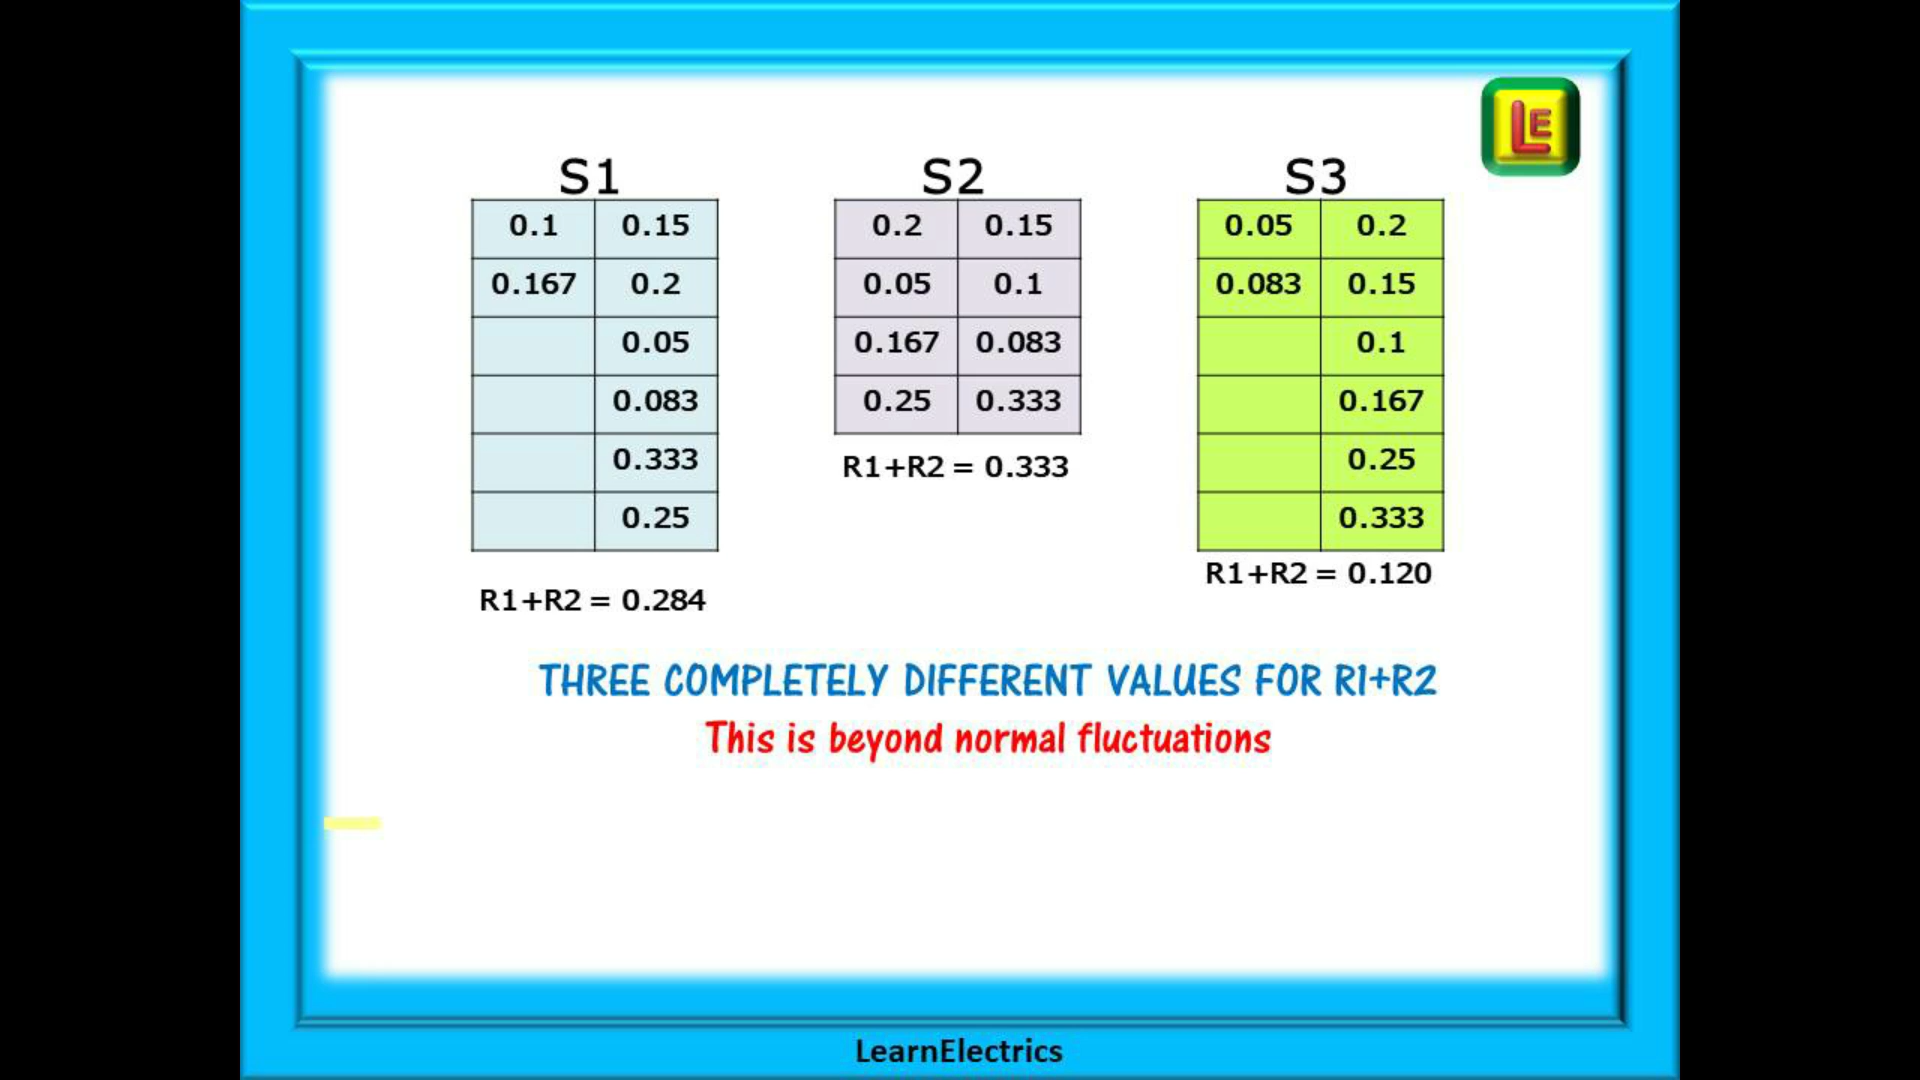 LE
S1 S2 S3
0.1 0.15 0.2 0.15 0.05 0.2
0.167 0.2 0.05 0.1 0.083 0.15
0.05 0.167 0.083 0.1
0.083 0.25 0.333 0.167
0.333 R1+R2 = 0.333 0.25
0.25 0.333
R1+R2 = 0.284 R1+R2 = 0.120
THREE COMPLETELY DIFFERENT VALUES FOR R1+R2
This is beyond normal fluctuations
LearnElectrics